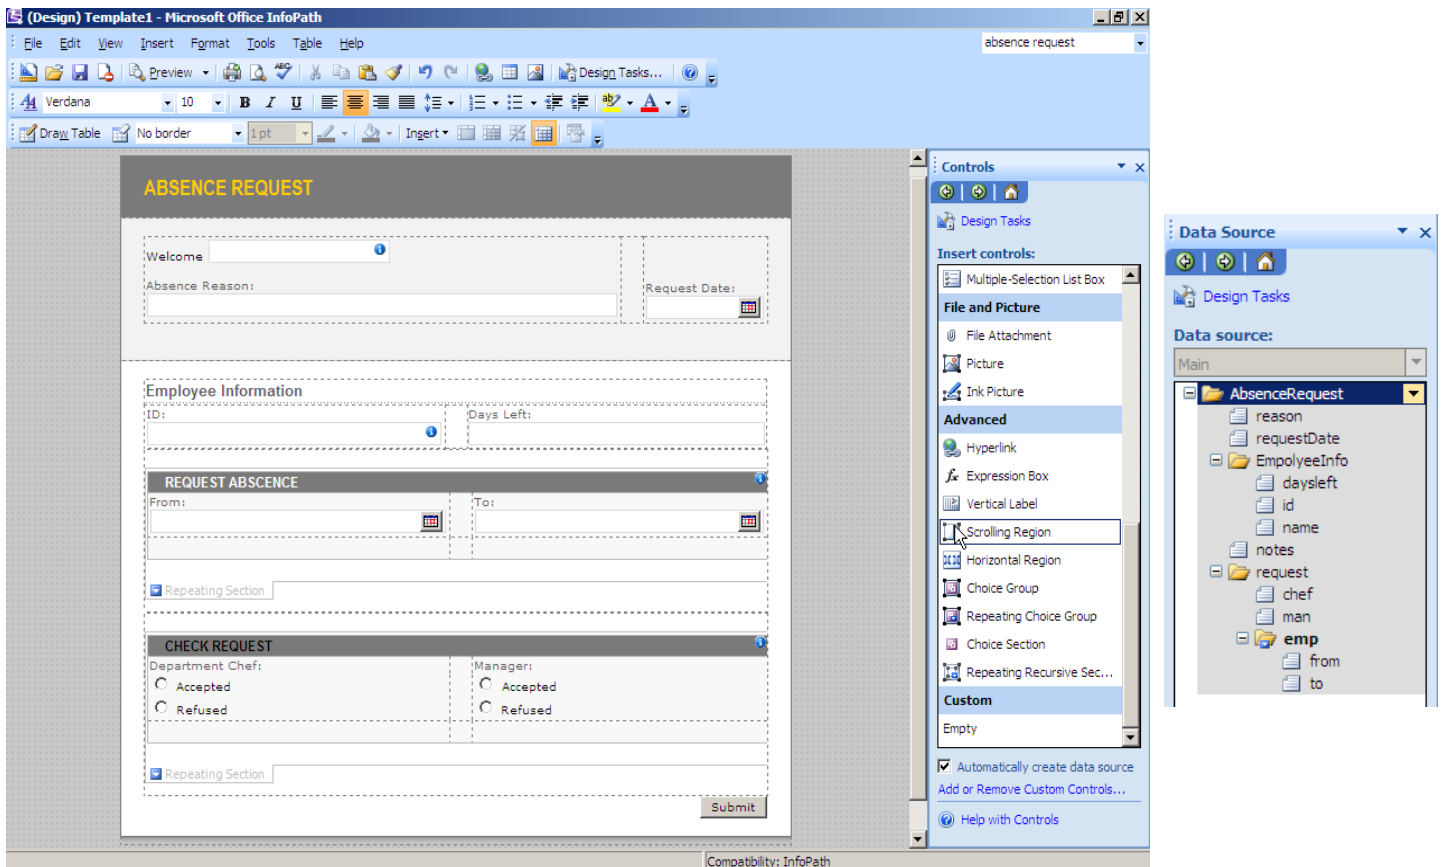 (Design) Template1 - Microsoft Office InfoPath
File Edit View Insert Format Tools Table Help
absence request
Preview
ABC
Design Tasks...
Verdana
10
B I U
ab
A
Draw Table
No border
1 pt
Insert
ABSENCE REQUEST
Welcome
Absence Reason:
Request Date:
Employee Information
ID:
Days Left:
REQUEST ABSCENCE
From:
To:
Repeating Section
CHECK REQUEST
Department Chef:
Manager:
Accepted
Accepted
Refused
Refused
Repeating Section
Submit
Compatibility: InfoPath
Controls
Design Tasks
Insert controls:
Multiple-Selection List Box
File and Picture
File Attachment
Picture
Ink Picture
Advanced
Hyperlink
fx Expression Box
Vertical Label
Scrolling Region
Horizontal Region
Choice Group
Repeating Choice Group
Choice Section
Repeating Recursive Sec...
Custom
Empty
Automatically create data source
Add or Remove Custom Controls...
Help with Controls
Data Source
Design Tasks
Data source:
Main
AbsenceRequest
reason
requestDate
EmpolyeeInfo
daysleft
id
name
notes
request
chef
man
emp
from
to